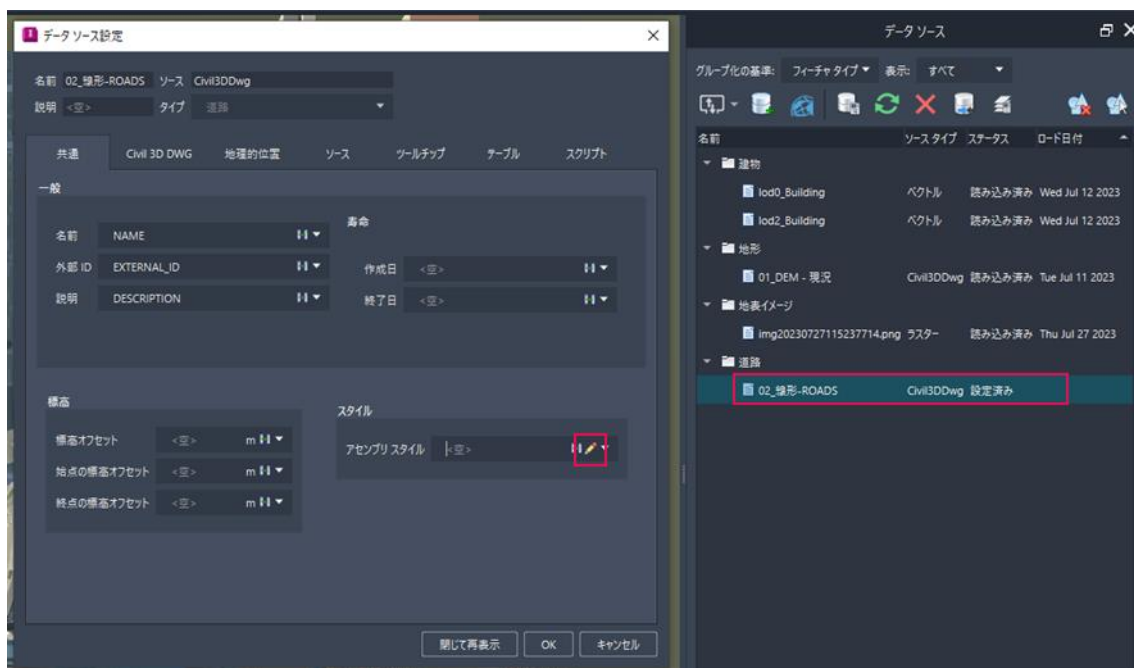 データ ソース設定
名前 02_線形-ROADS ソース Civil3DDwg
説明 <空> タイプ 道路
共通 Civil 3D DWG 地理的位置 ソース ツールチップ テーブル スクリプト
一般
名前 NAME
外部 ID EXTERNAL_ID
説明 DESCRIPTION
寿命
作成日 <空>
終了日 <空>
標高
標高オフセット <空> m
始点の標高オフセット <空> m
終点の標高オフセット <空> m
スタイル
アセンブリ スタイル <空>
閉じて再表示 OK キャンセル
データ ソース
グループ化の基準: フィーチャ タイプ 表示: すべて
名前 ソース タイプ ステータス ロード日付
建物
lod0_Building ベクトル 読み込み済み Wed Jul 12 2023
lod2_Building ベクトル 読み込み済み Wed Jul 12 2023
地形
01_DEM - 現況 Civil3DDwg 読み込み済み Tue Jul 11 2023
地表イメージ
img20230727115237714.png ラスター 読み込み済み Thu Jul 27 2023
道路
02_線形-ROADS Civil3DDwg 設定済み